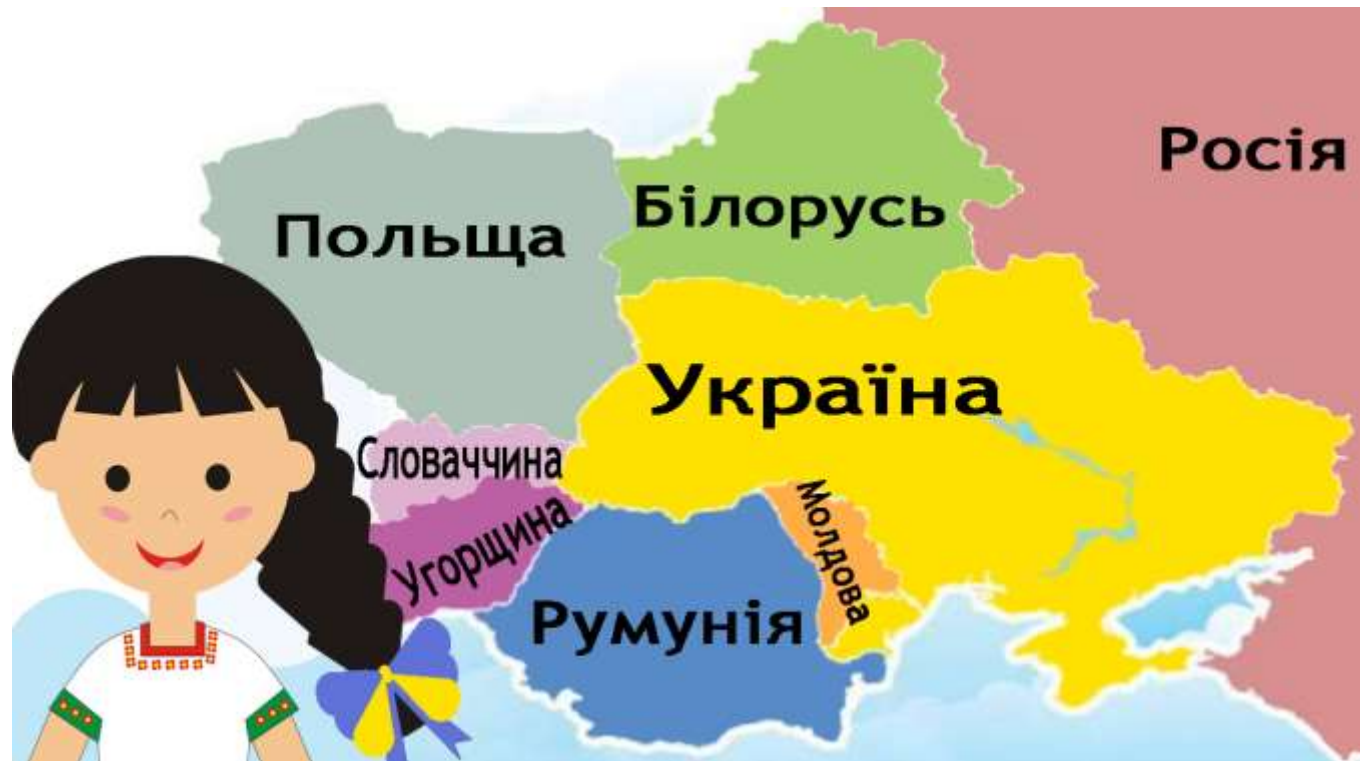 Росія
Білорусь
Польща
Україна
Словаччина
Угорщина
Молдова
Румунія